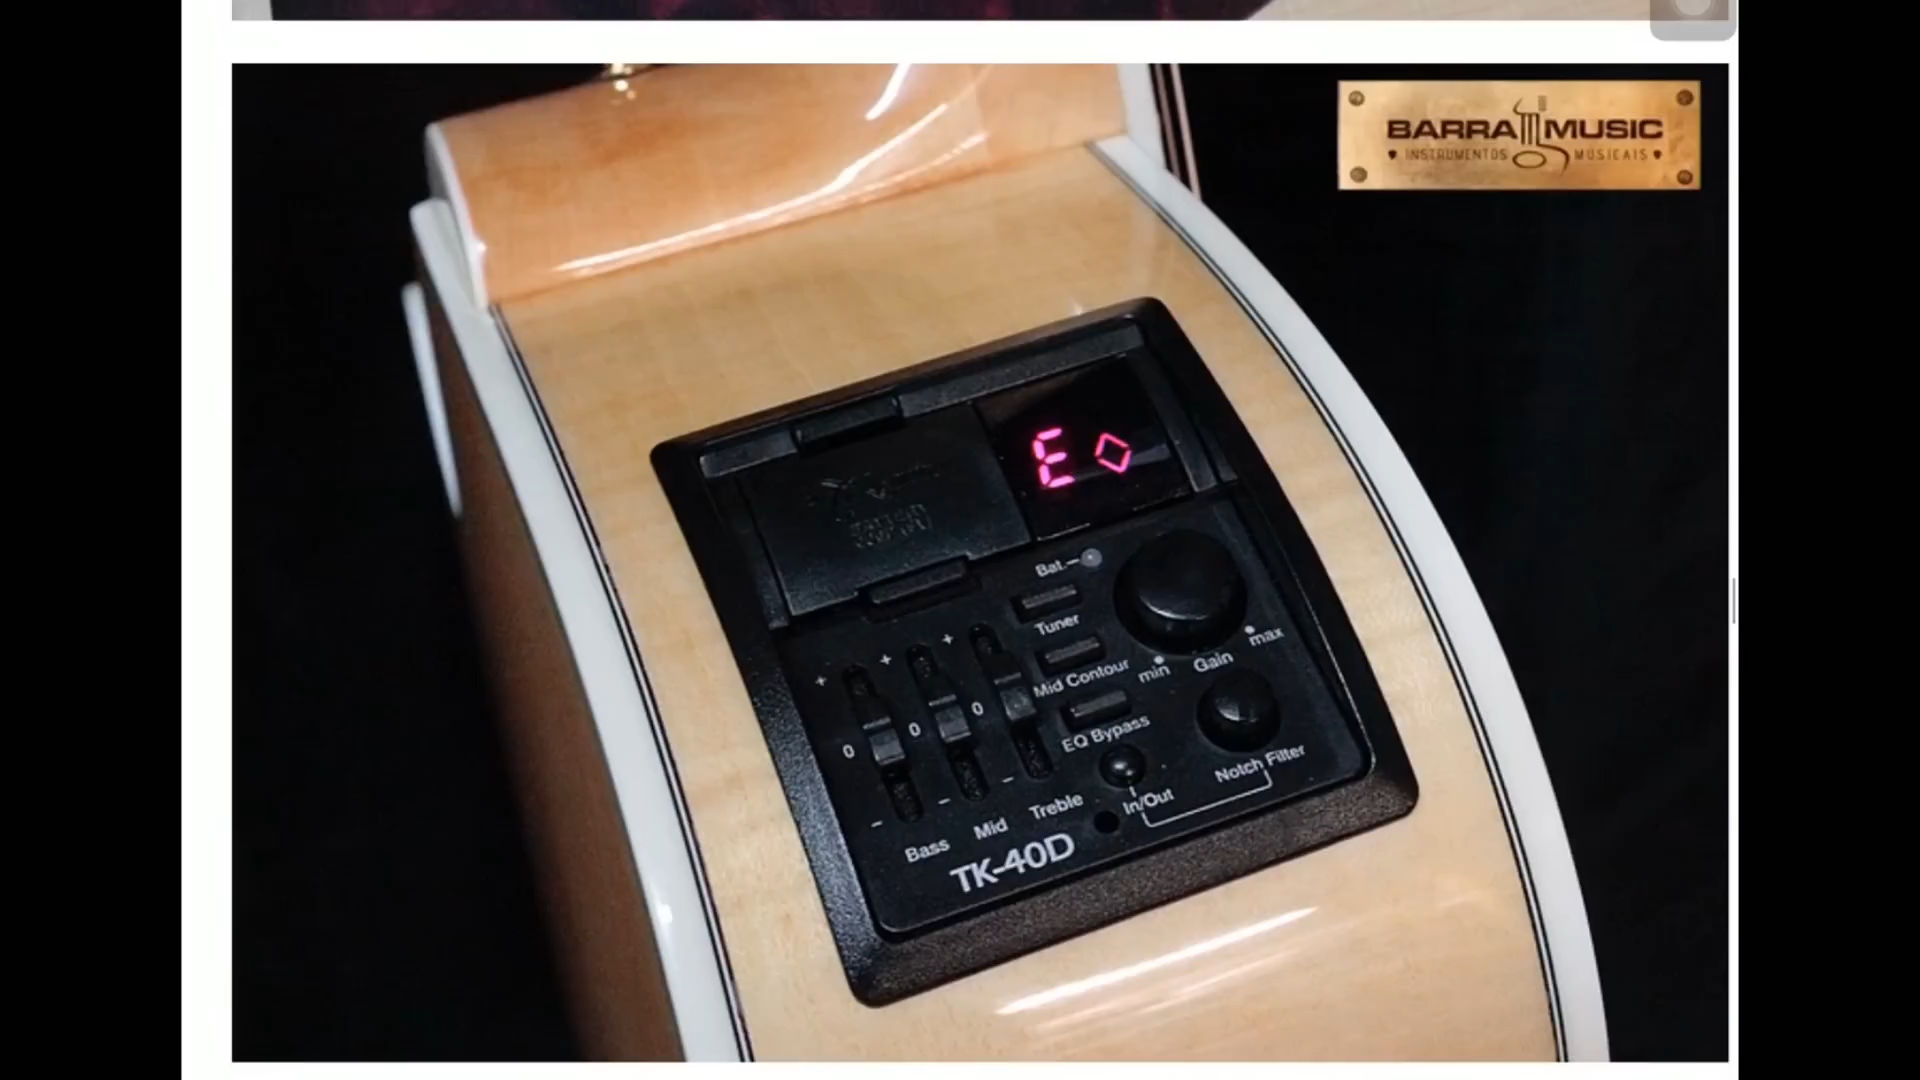 BARRA MUSIC
INSTRUMENTOS MUSICAIS
E
Bat.
Tuner
Mid Contour
EQ Bypass
min Gain max
Notch Filter
In/Out
+ + +
0 0 0
- - -
Bass Mid Treble
TK-40D